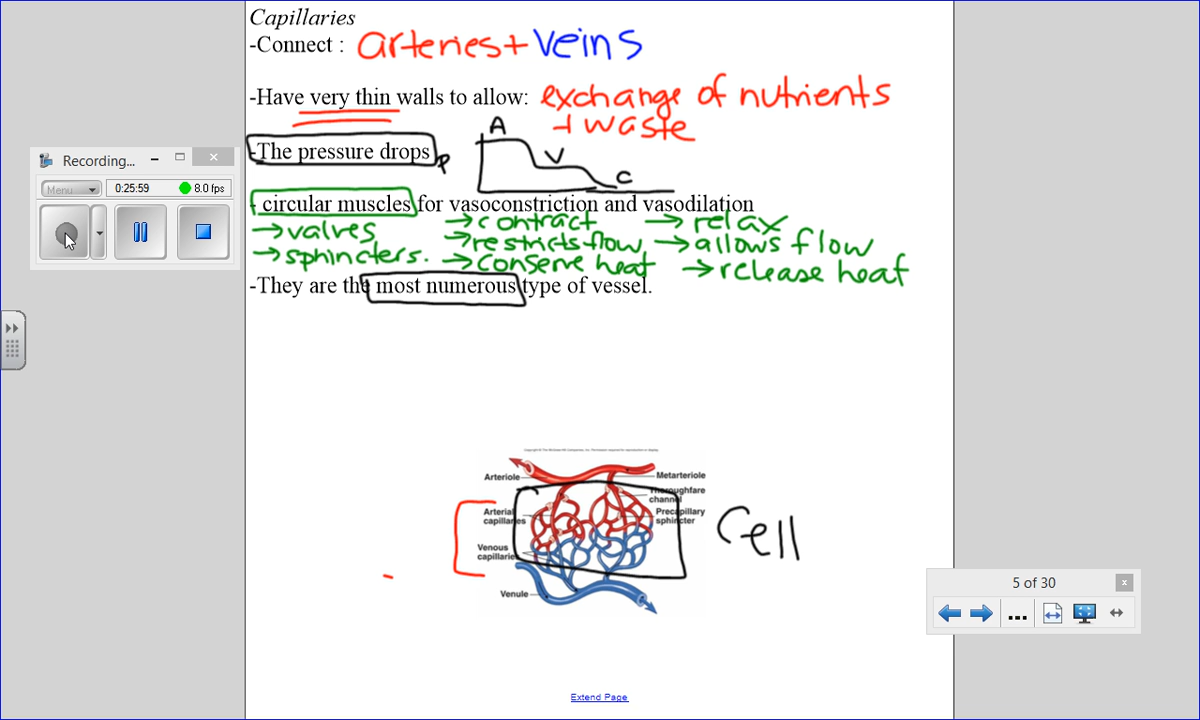 Capillaries
-Connect : arteries + veins
-Have very thin walls to allow: exchange of nutrients
+ waste
A
-The pressure drops
P
V
C
- circular muscles for vasoconstriction and vasodilation
→ valves → contract → relax
→ sphincters. → restricts flow → allows flow
→ conserve heat → release heat
-They are the most numerous type of vessel.
Recording...
Menu 0:25:59 8.0 fps
Arteriole
Metarteriole
Thoroughfare
channel
Arterial
capillaries
Precapillary
sphincter
Venous
capillaries
Venule
Cell
5 of 30
Extend Page